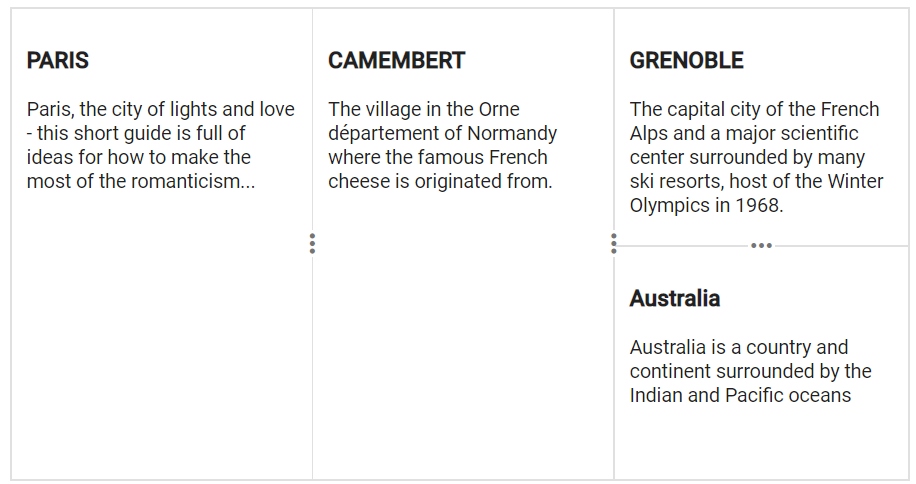 PARIS
Paris, the city of lights and love
- this short guide is full of
ideas for how to make the
most of the romanticism...
CAMEMBERT
The village in the Orne
département of Normandy
where the famous French
cheese is originated from.
GRENOBLE
The capital city of the French
Alps and a major scientific
center surrounded by many
ski resorts, host of the Winter
Olympics in 1968.
Australia
Australia is a country and
continent surrounded by the
Indian and Pacific oceans